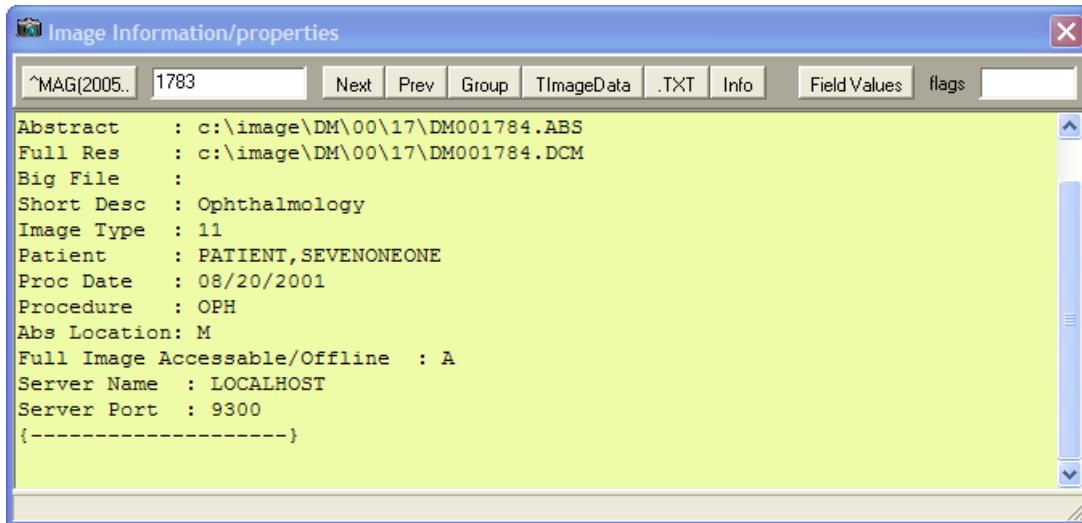 Image Information/properties
^MAG(2005.. 1783 Next Prev Group TImageData .TXT Info Field Values flags
Abstract : c:\image\DM\00\17\DM001784.ABS
Full Res : c:\image\DM\00\17\DM001784.DCM
Big File :
Short Desc : Ophthalmology
Image Type : 11
Patient : PATIENT,SEVENONEONE
Proc Date : 08/20/2001
Procedure : OPH
Abs Location: M
Full Image Accessable/Offline : A
Server Name : LOCALHOST
Server Port : 9300
{--------------------}